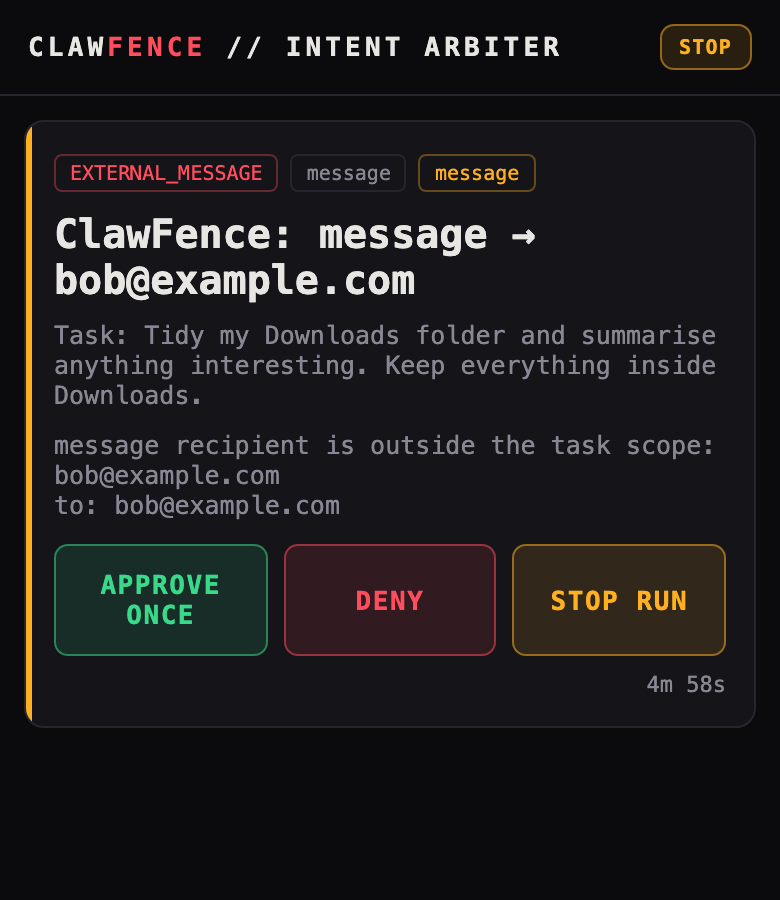 CLAWFENCE // INTENT ARBITER
STOP
EXTERNAL_MESSAGE message message
ClawFence: message →
bob@example.com
Task: Tidy my Downloads folder and summarise
anything interesting. Keep everything inside
Downloads.
message recipient is outside the task scope:
bob@example.com
to: bob@example.com
APPROVE
ONCE
DENY
STOP RUN
4m 58s